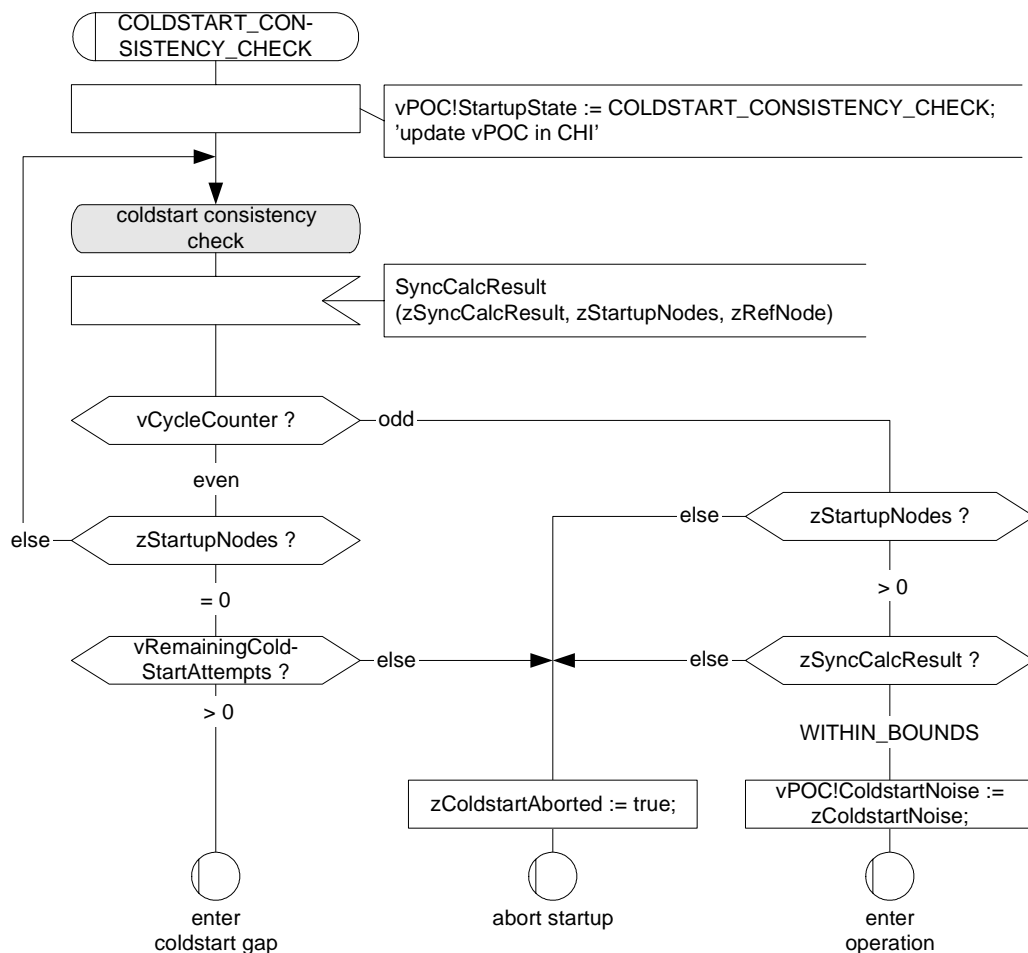 COLDSTART_CON-
SISTENCY_CHECK
vPOC!StartupState := COLDSTART_CONSISTENCY_CHECK;
’update vPOC in CHI’
coldstart consistency
check
SyncCalcResult
(zSyncCalcResult, zStartupNodes, zRefNode)
vCycleCounter ?
odd
even
else
zStartupNodes ?
else
zStartupNodes ?
= 0
> 0
vRemainingCold-
StartAttempts ?
else
else
zSyncCalcResult ?
> 0
WITHIN_BOUNDS
zColdstartAborted := true;
vPOC!ColdstartNoise :=
zColdstartNoise;
enter
coldstart gap
abort startup
enter
operation